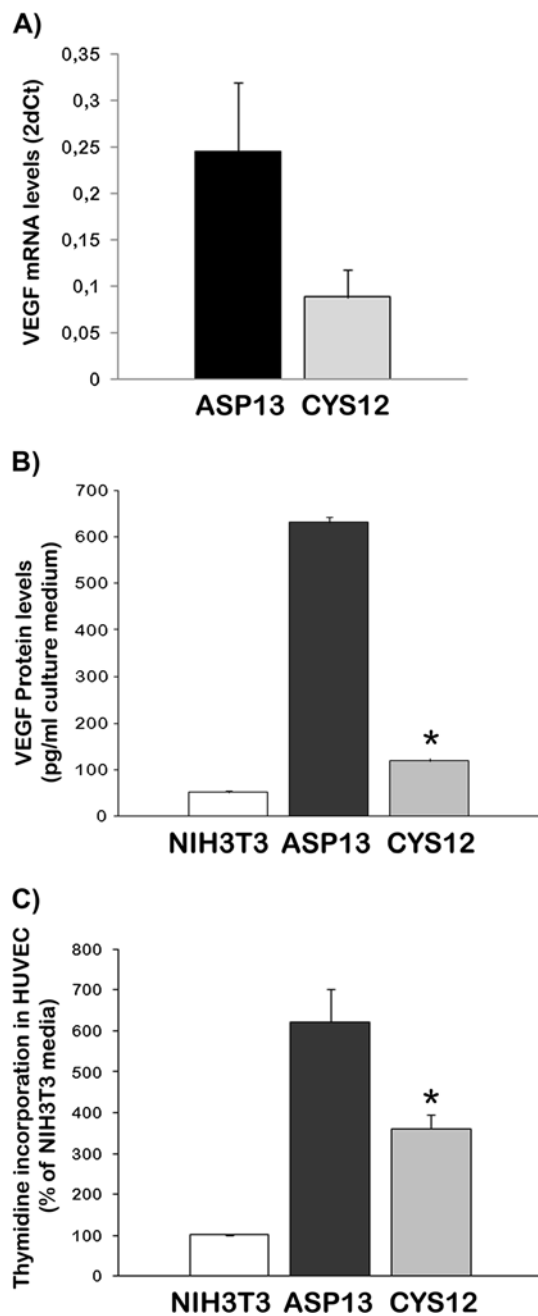 A)
VEGF mRNA levels (2dCt)
0,35
0,3
0,25
0,2
0,15
0,1
0,05
0
ASP13 CYS12
B)
VEGF Protein levels
(pg/ml culture medium)
700
600
500
400
300
200
100
0
*
NIH3T3 ASP13 CYS12
C)
Thymidine incorporation in HUVEC
(% of NIH3T3 media)
800
700
600
500
400
300
200
100
0
*
NIH3T3 ASP13 CYS12